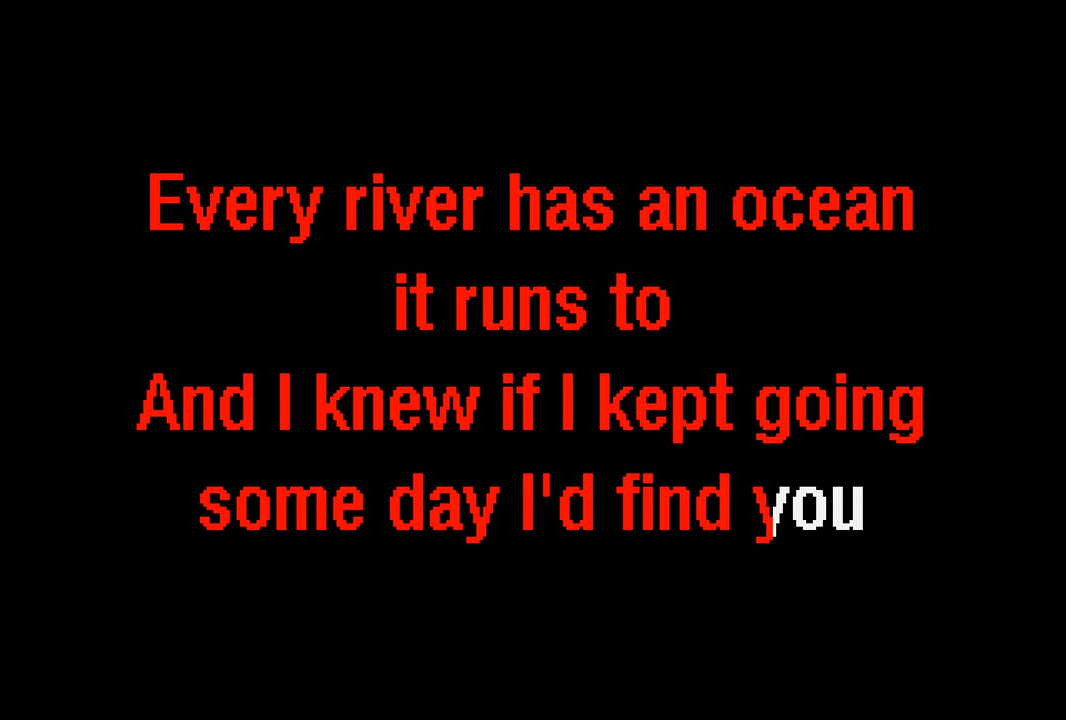 Every river has an ocean
it runs to
And I knew if I kept going
some day I'd find you